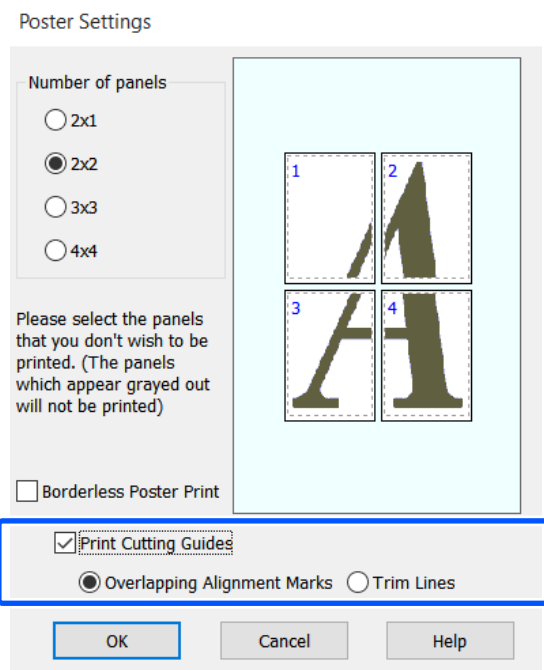 Poster Settings
Number of panels
2x1
2x2
3x3
4x4
1
2
3
4
Please select the panels
that you don't wish to be
printed. (The panels
which appear grayed out
will not be printed)
Borderless Poster Print
Print Cutting Guides
Overlapping Alignment Marks Trim Lines
OK Cancel Help